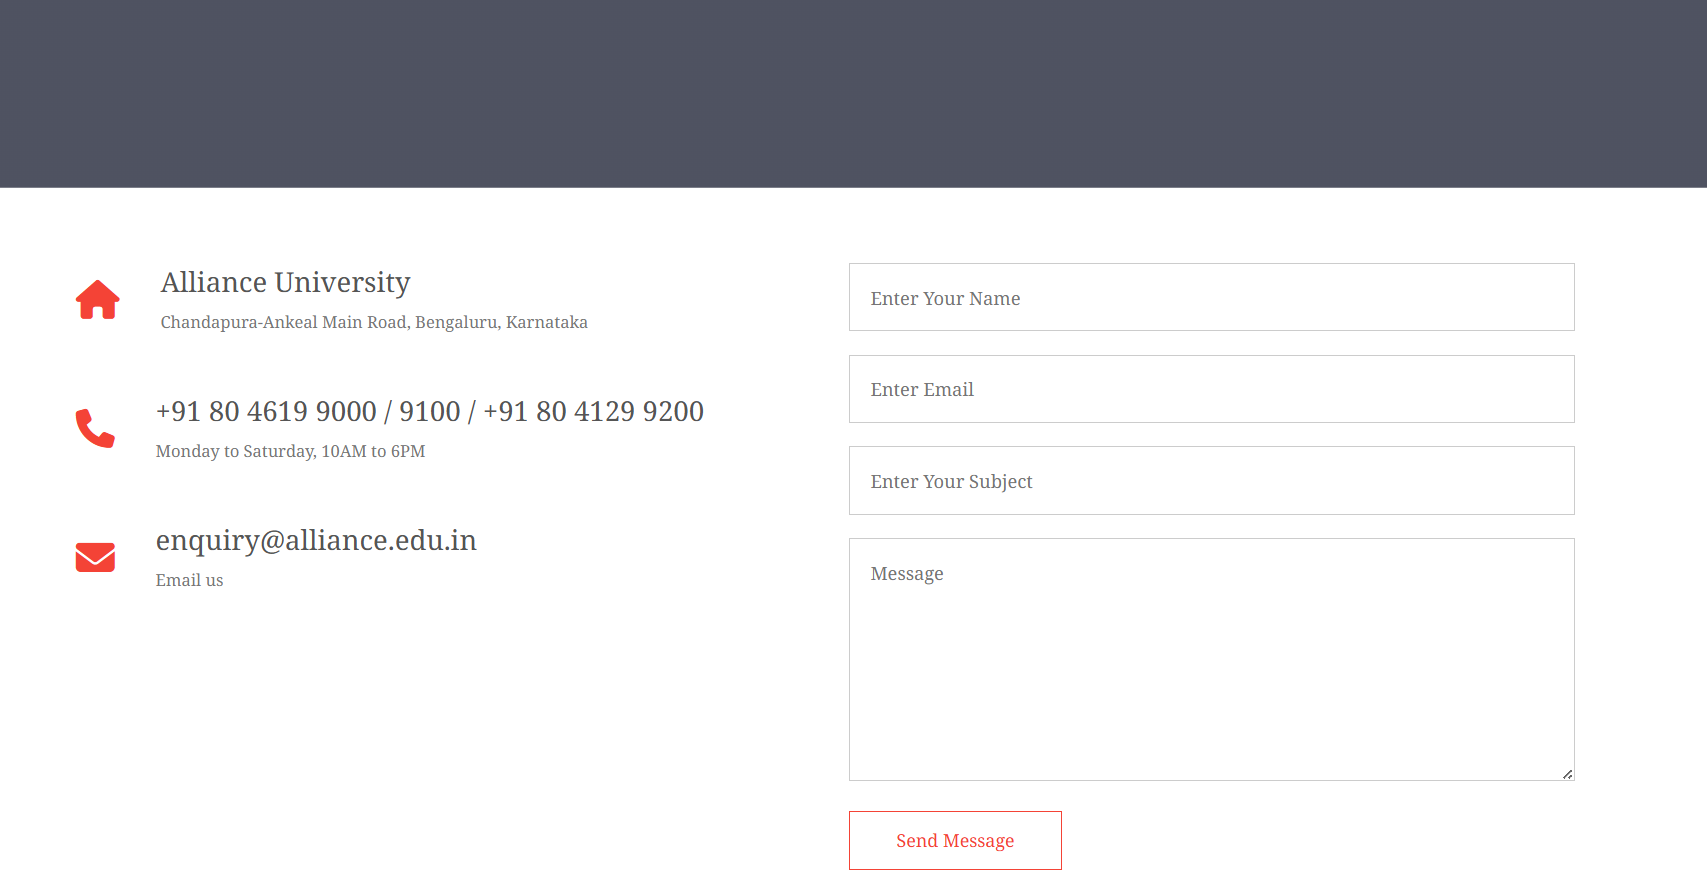 Alliance University
Chandapura-Ankeal Main Road, Bengaluru, Karnataka
+91 80 4619 9000 / 9100 / +91 80 4129 9200
Monday to Saturday, 10AM to 6PM
enquiry@alliance.edu.in
Email us
Enter Your Name
Enter Email
Enter Your Subject
Message
Send Message